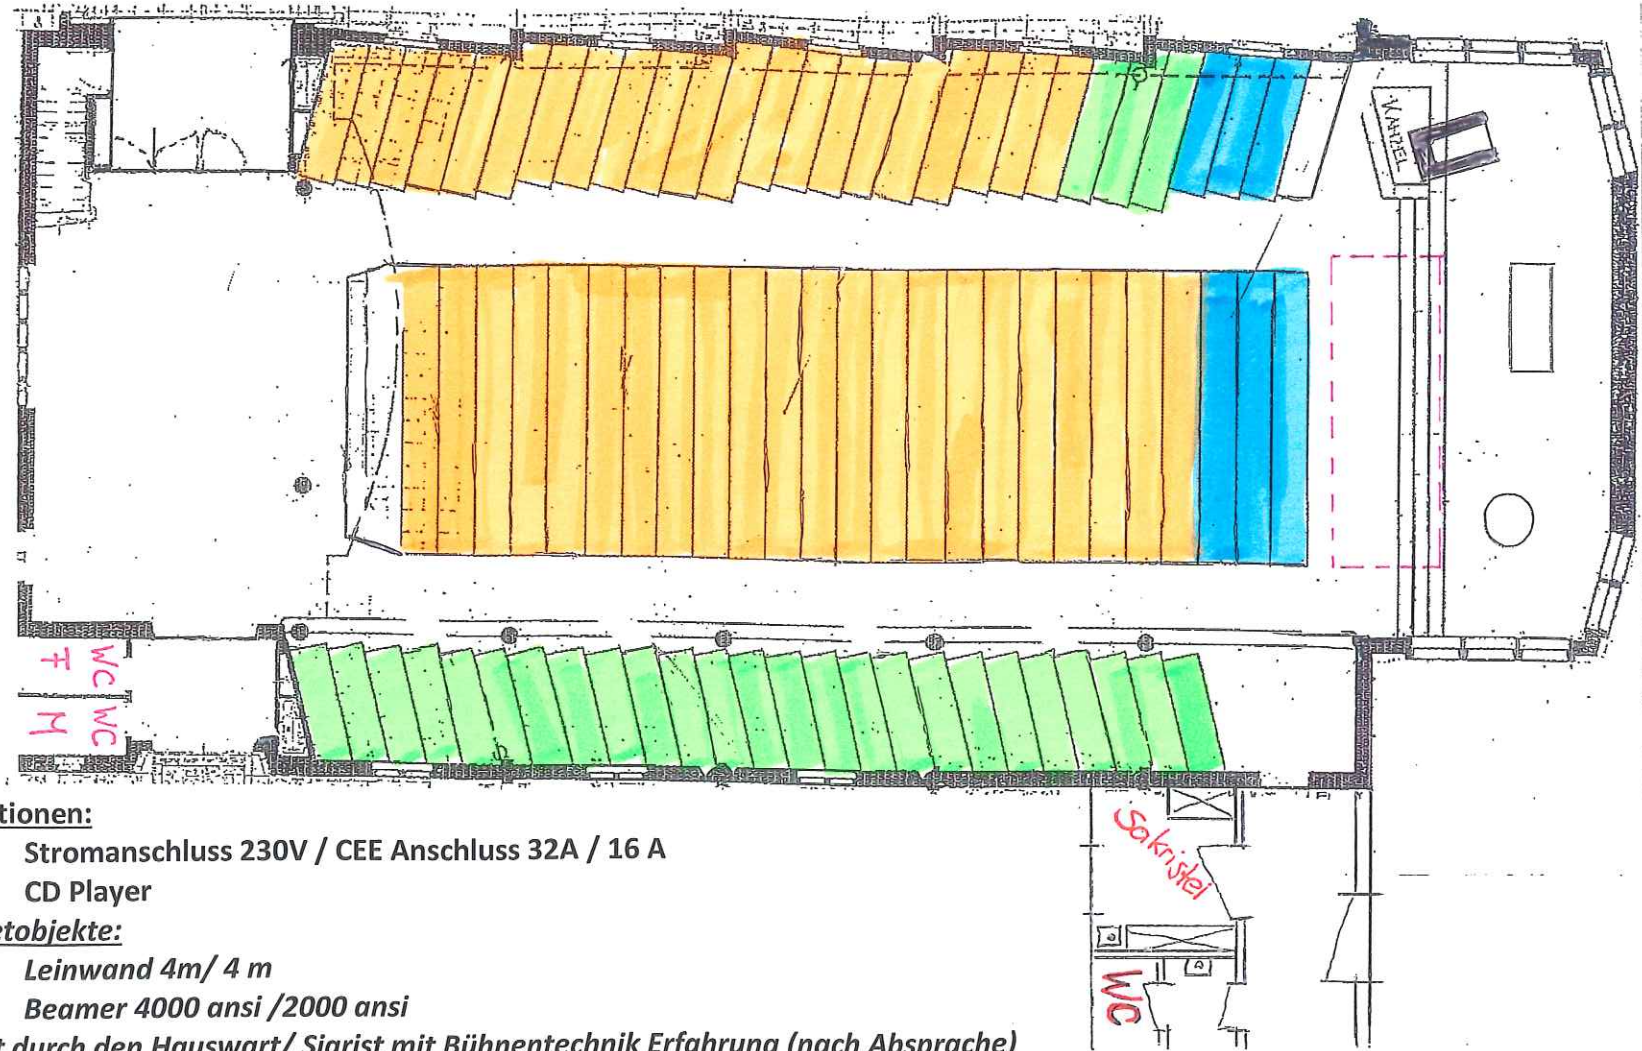 KANZEL
WC
F
WC
M
tionen:
Stromanschluss 230V / CEE Anschluss 32A / 16 A
CD Player
etobjekte:
Leinwand 4m/ 4 m
Beamer 4000 ansi /2000 ansi
t durch den Hauswart/ Sigrist mit Bühnentechnik Erfahrung (nach Absprache)
Sakristei
WC